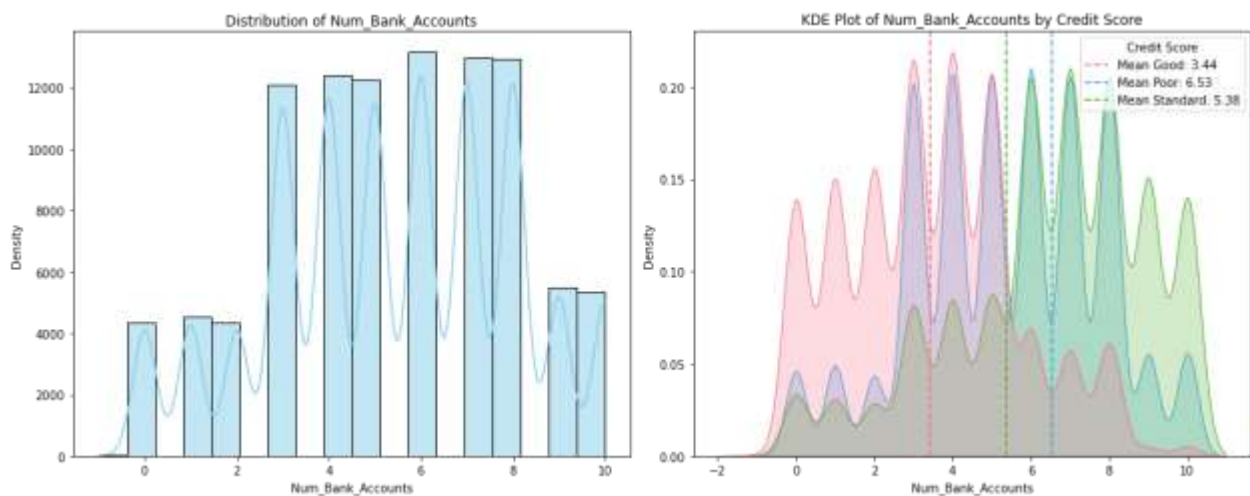 Distribution of Num_Bank_Accounts
Density
12000
10000
8000
6000
4000
2000
0
0 2 4 6 8 10
Num_Bank_Accounts
KDE Plot of Num_Bank_Accounts by Credit Score
Density
0.20
0.15
0.10
0.05
0.00
Credit Score
Mean Good: 3.44
Mean Poor: 6.53
Mean Standard: 5.38
−2 0 2 4 6 8 10
Num_Bank_Accounts